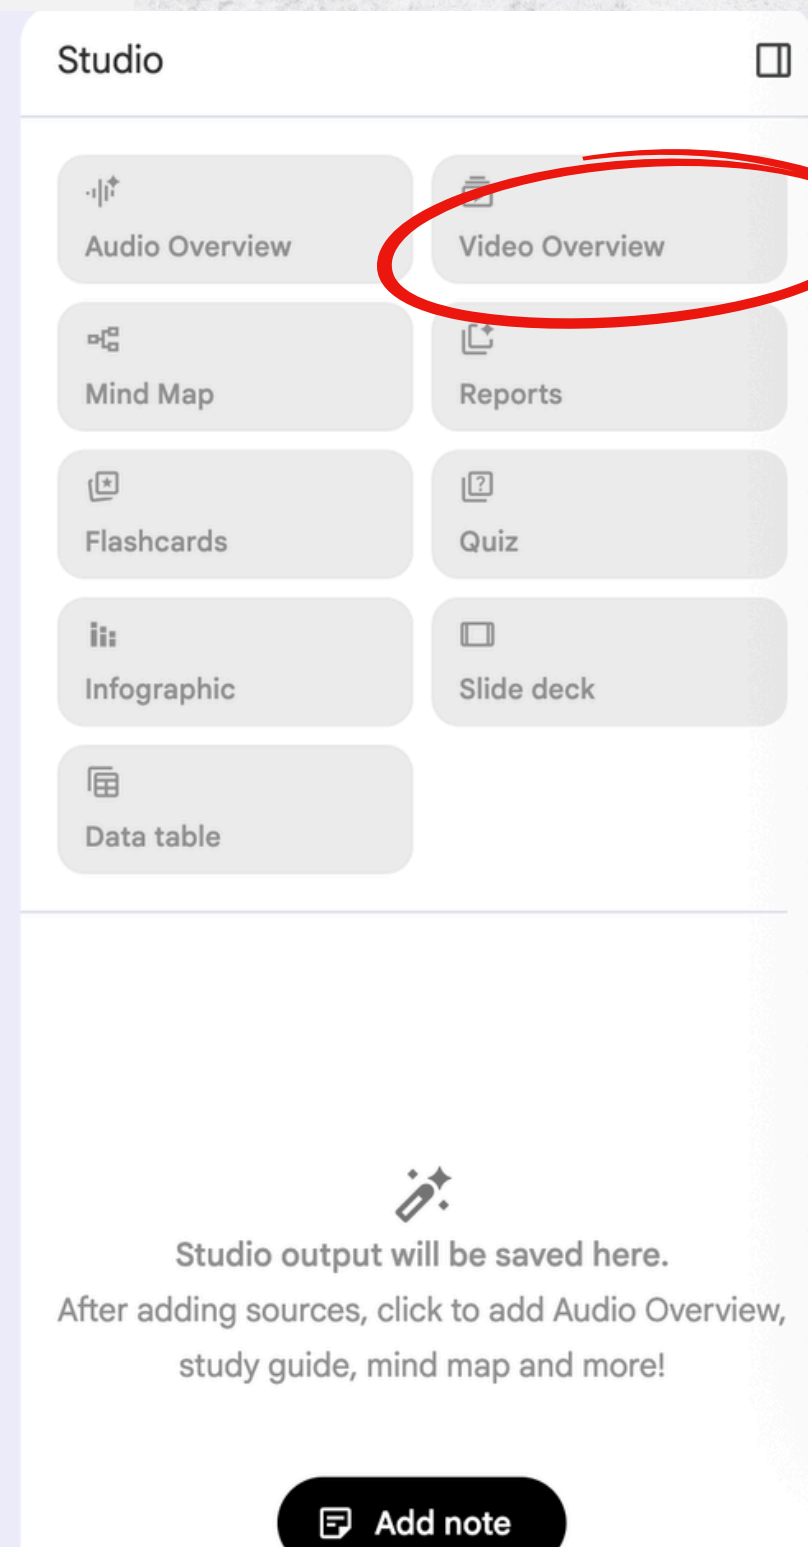 Studio
Audio Overview
Video Overview
Mind Map
Reports
Flashcards
Quiz
Infographic
Slide deck
Data table
Studio output will be saved here.
After adding sources, click to add Audio Overview,
study guide, mind map and more!
Add note